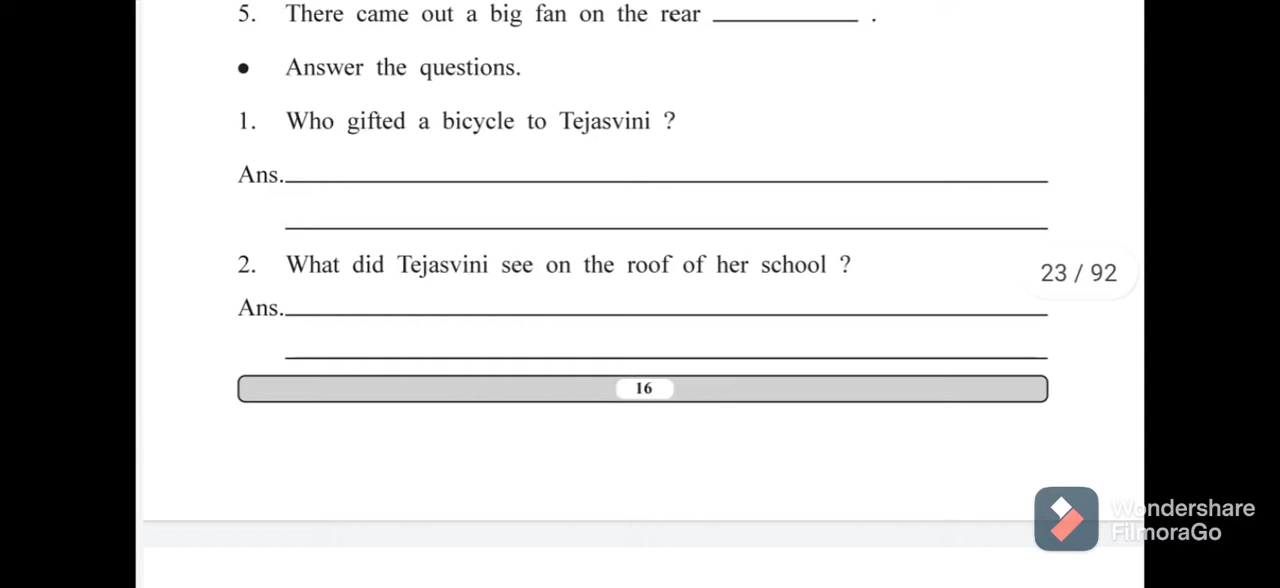 5. There came out a big fan on the rear __________ .
• Answer the questions.
1. Who gifted a bicycle to Tejasvini ?
Ans.
2. What did Tejasvini see on the roof of her school ?
23 / 92
Ans.
16
Wondershare
FilmoraGo